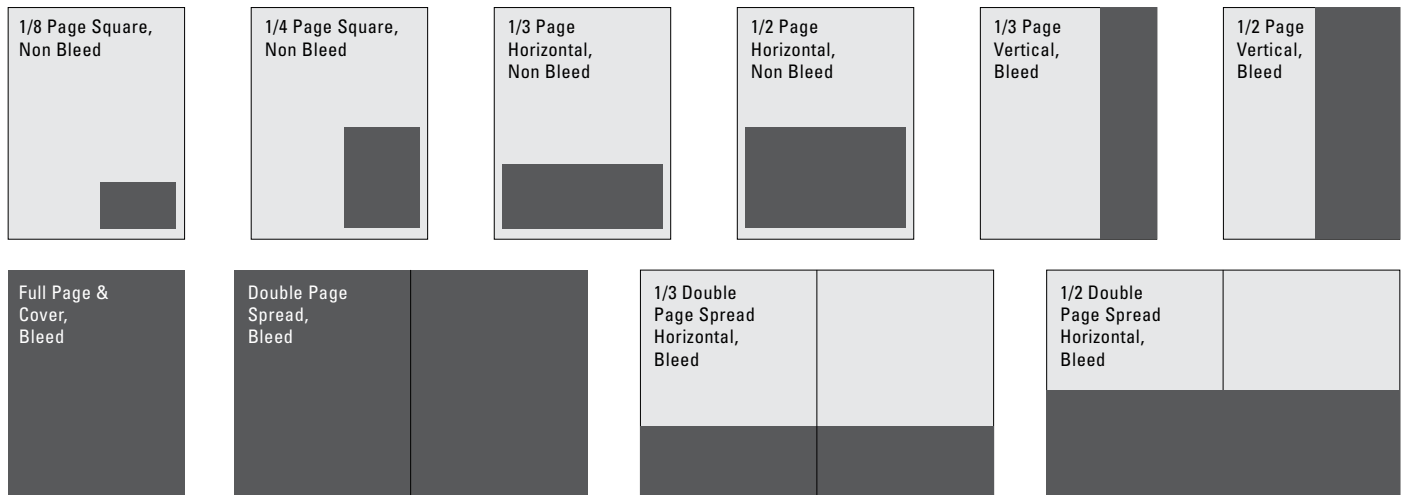 1/8 Page Square,
Non Bleed
1/4 Page Square,
Non Bleed
1/3 Page
Horizontal,
Non Bleed
1/2 Page
Horizontal,
Non Bleed
1/3 Page
Vertical,
Bleed
1/2 Page
Vertical,
Bleed
Full Page &
Cover,
Bleed
Double Page
Spread,
Bleed
1/3 Double
Page Spread
Horizontal,
Bleed
1/2 Double
Page Spread
Horizontal,
Bleed